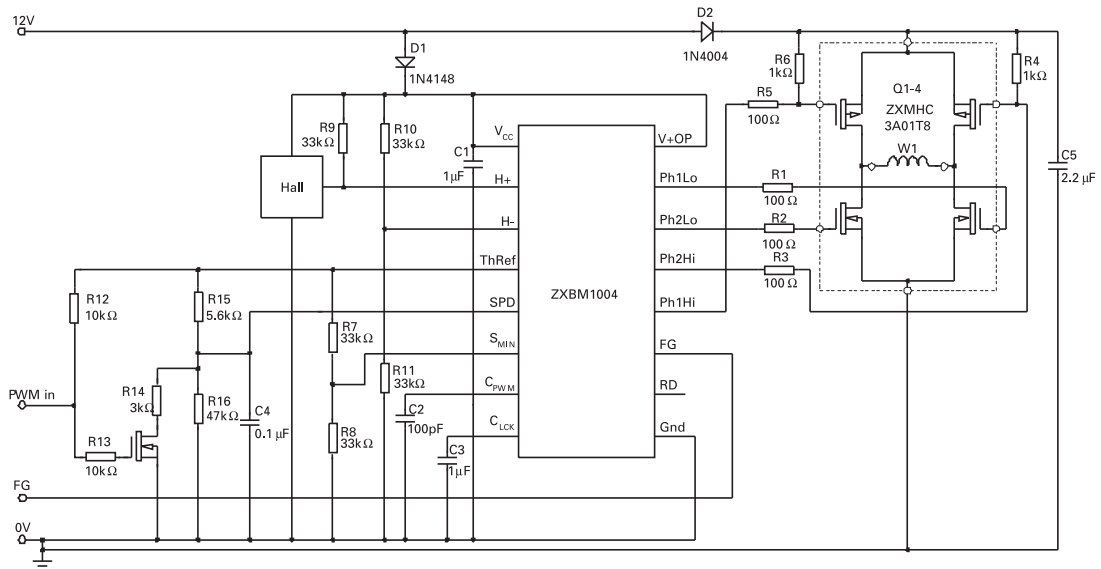 12V
D2
1N4004
D1
1N4148
R6
1kΩ
R4
1kΩ
Q1-4
ZXMHC
3A01T8
R5
100Ω
R9
33kΩ
R10
33kΩ
C1
1μF
VCC
V+OP
W1
C5
2.2 μF
Hall
H+
Ph1Lo
R1
100Ω
H-
Ph2Lo
R2
100Ω
ThRef
Ph2Hi
R3
100Ω
ZXBM1004
R12
10kΩ
R15
5.6kΩ
SPD
Ph1Hi
R7
33kΩ
SMIN
FG
R11
33kΩ
CPWM
RD
R14
3kΩ
R16
47kΩ
PWM in
C4
0.1 μF
C2
100pF
R8
33kΩ
CLCK
Gnd
R13
10kΩ
C3
1μF
FG
0V